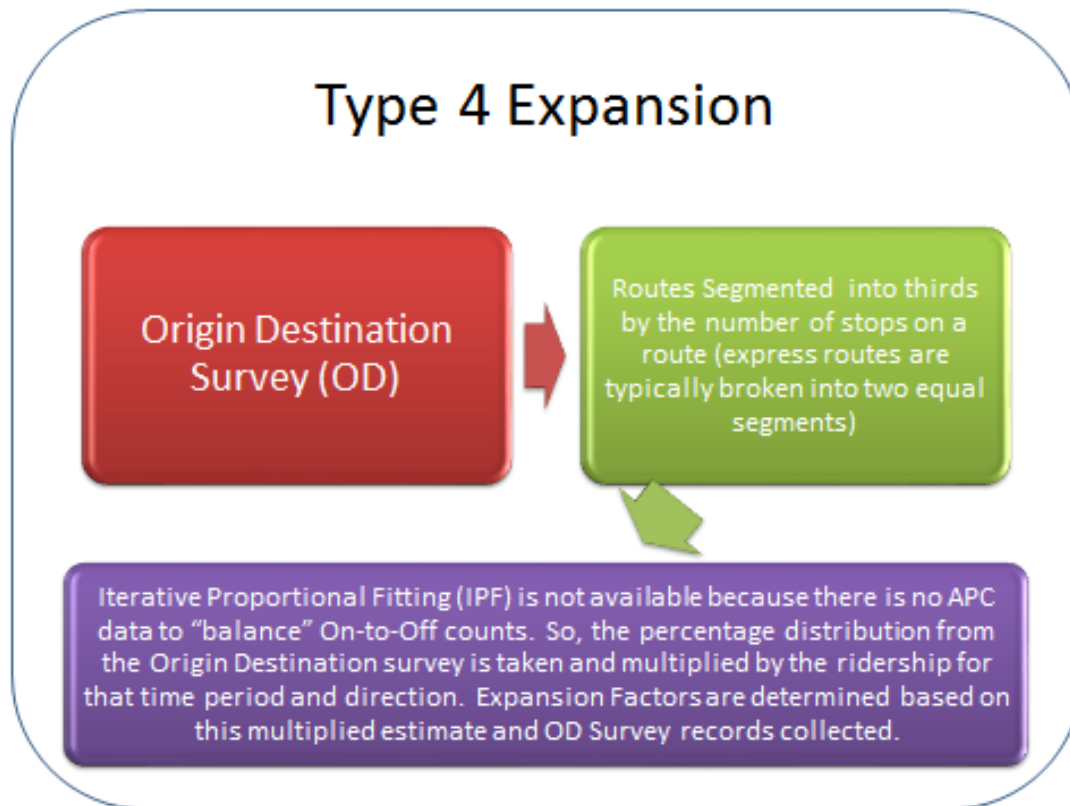 Type 4 Expansion
Origin Destination
Survey (OD)
Routes Segmented into thirds
by the number of stops on a
route (express routes are
typically broken into two equal
segments)
Iterative Proportional Fitting (IPF) is not available because there is no APC
data to “balance” On-to-Off counts. So, the percentage distribution from
the Origin Destination survey is taken and multiplied by the ridership for
that time period and direction. Expansion Factors are determined based on
this multiplied estimate and OD Survey records collected.